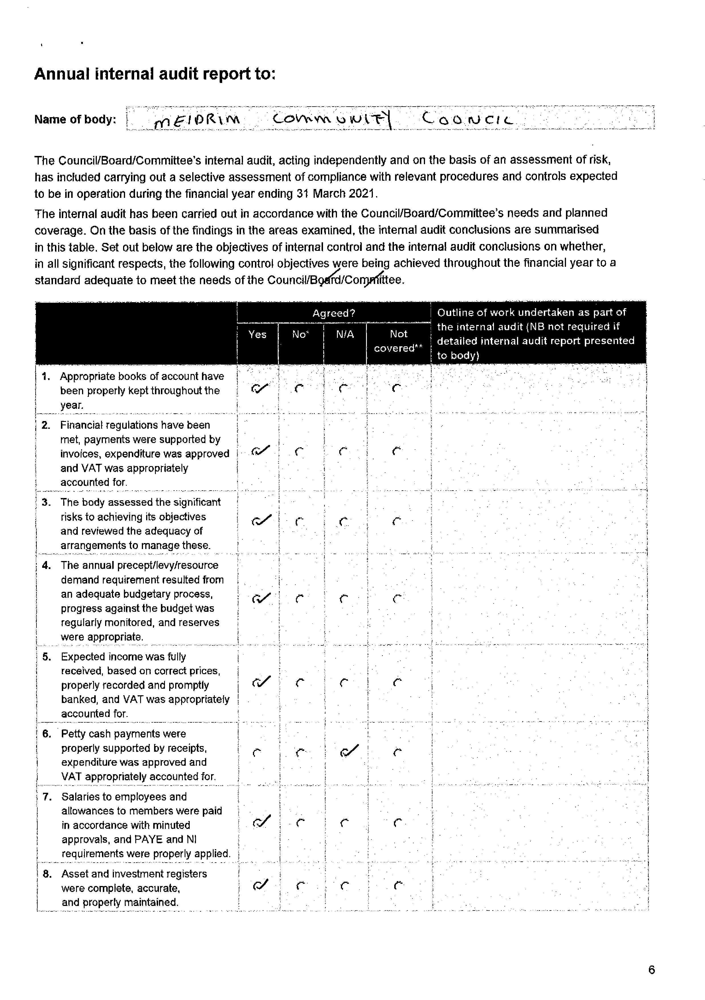 Annual internal audit report to:
Name of body: MEIDRIM COMMUNITY COUNCIL
The Council/Board/Committee's internal audit, acting independently and on the basis of an assessment of risk,
has included carrying out a selective assessment of compliance with relevant procedures and controls expected
to be in operation during the financial year ending 31 March 2021.
The internal audit has been carried out in accordance with the Council/Board/Committee's needs and planned
coverage. On the basis of the findings in the areas examined, the internal audit conclusions are summarised
in this table. Set out below are the objectives of internal control and the internal audit conclusions on whether,
in all significant respects, the following control objectives were being achieved throughout the financial year to a
standard adequate to meet the needs of the Council/Board/Committee.
Agreed?
Yes No* N/A Not
covered**
Outline of work undertaken as part of
the internal audit (NB not required if
detailed internal audit report presented
to body)
1. Appropriate books of account have
been properly kept throughout the
year.
2. Financial regulations have been
met, payments were supported by
invoices, expenditure was approved
and VAT was appropriately
accounted for.
3. The body assessed the significant
risks to achieving its objectives
and reviewed the adequacy of
arrangements to manage these.
4. The annual precept/levy/resource
demand requirement resulted from
an adequate budgetary process,
progress against the budget was
regularly monitored, and reserves
were appropriate.
5. Expected income was fully
received, based on correct prices,
properly recorded and promptly
banked, and VAT was appropriately
accounted for.
6. Petty cash payments were
properly supported by receipts,
expenditure was approved and
VAT appropriately accounted for.
7. Salaries to employees and
allowances to members were paid
in accordance with minuted
approvals, and PAYE and NI
requirements were properly applied.
8. Asset and investment registers
were complete, accurate,
and properly maintained.
6